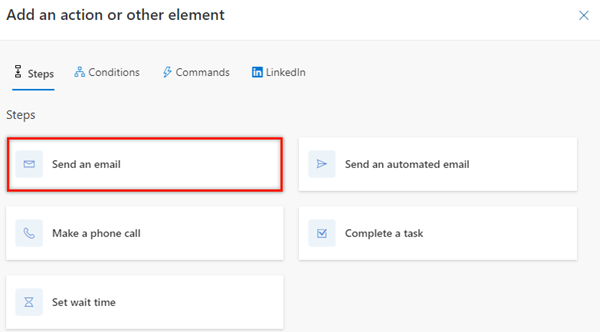 Add an action or other element
Steps Conditions Commands LinkedIn
Steps
Send an email
Send an automated email
Make a phone call
Complete a task
Set wait time